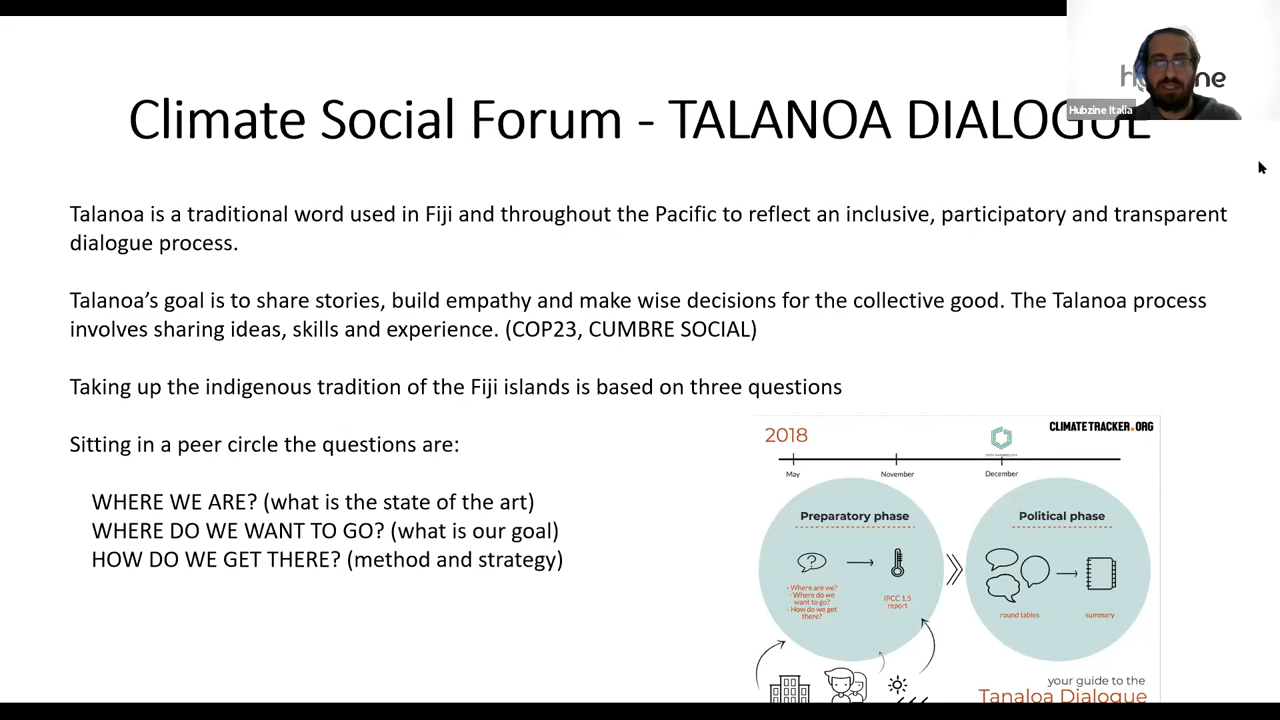 Climate Social Forum - TALANOA DIALOGUE
Hubzine Italia
Talanoa is a traditional word used in Fiji and throughout the Pacific to reflect an inclusive, participatory and transparent
dialogue process.
Talanoa’s goal is to share stories, build empathy and make wise decisions for the collective good. The Talanoa process
involves sharing ideas, skills and experience. (COP23, CUMBRE SOCIAL)
Taking up the indigenous tradition of the Fiji islands is based on three questions
Sitting in a peer circle the questions are:
WHERE WE ARE? (what is the state of the art)
WHERE DO WE WANT TO GO? (what is our goal)
HOW DO WE GET THERE? (method and strategy)
2018
CLIMATETRACKER.ORG
May
November
December
Preparatory phase
- Where are we?
- Where do we
want to go?
- How do we get
there?
IPCC 1.5
report
Political phase
round tables
summary
your guide to the
Tanaloa Dialogue